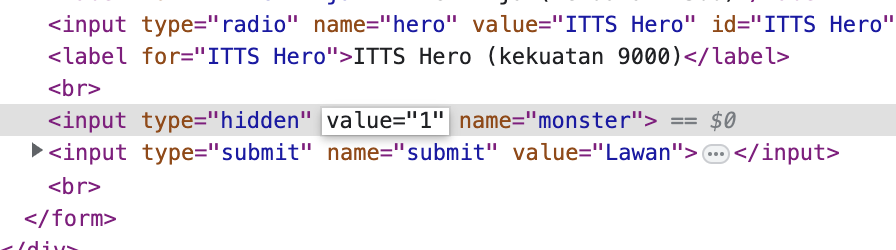 <input type="radio" name="hero" value="ITTS Hero" id="ITTS Hero"
<label for="ITTS Hero">ITTS Hero (kekuatan 9000)</label>
<br>
<input type="hidden" value="1" name="monster"> == $0
<input type="submit" name="submit" value="Lawan">…</input>
<br>
</form>
</div>